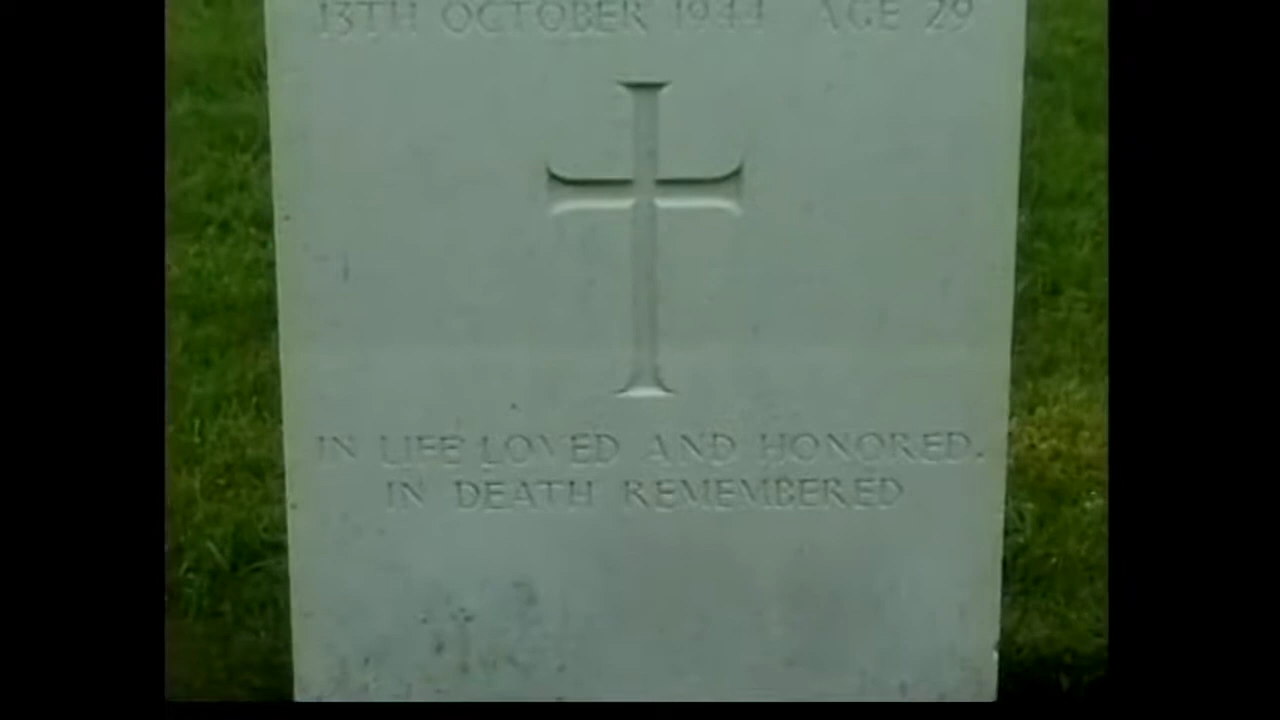 13TH OCTOBER 1944 AGE 29
IN LIFE LOVED AND HONORED,
IN DEATH REMEMBERED